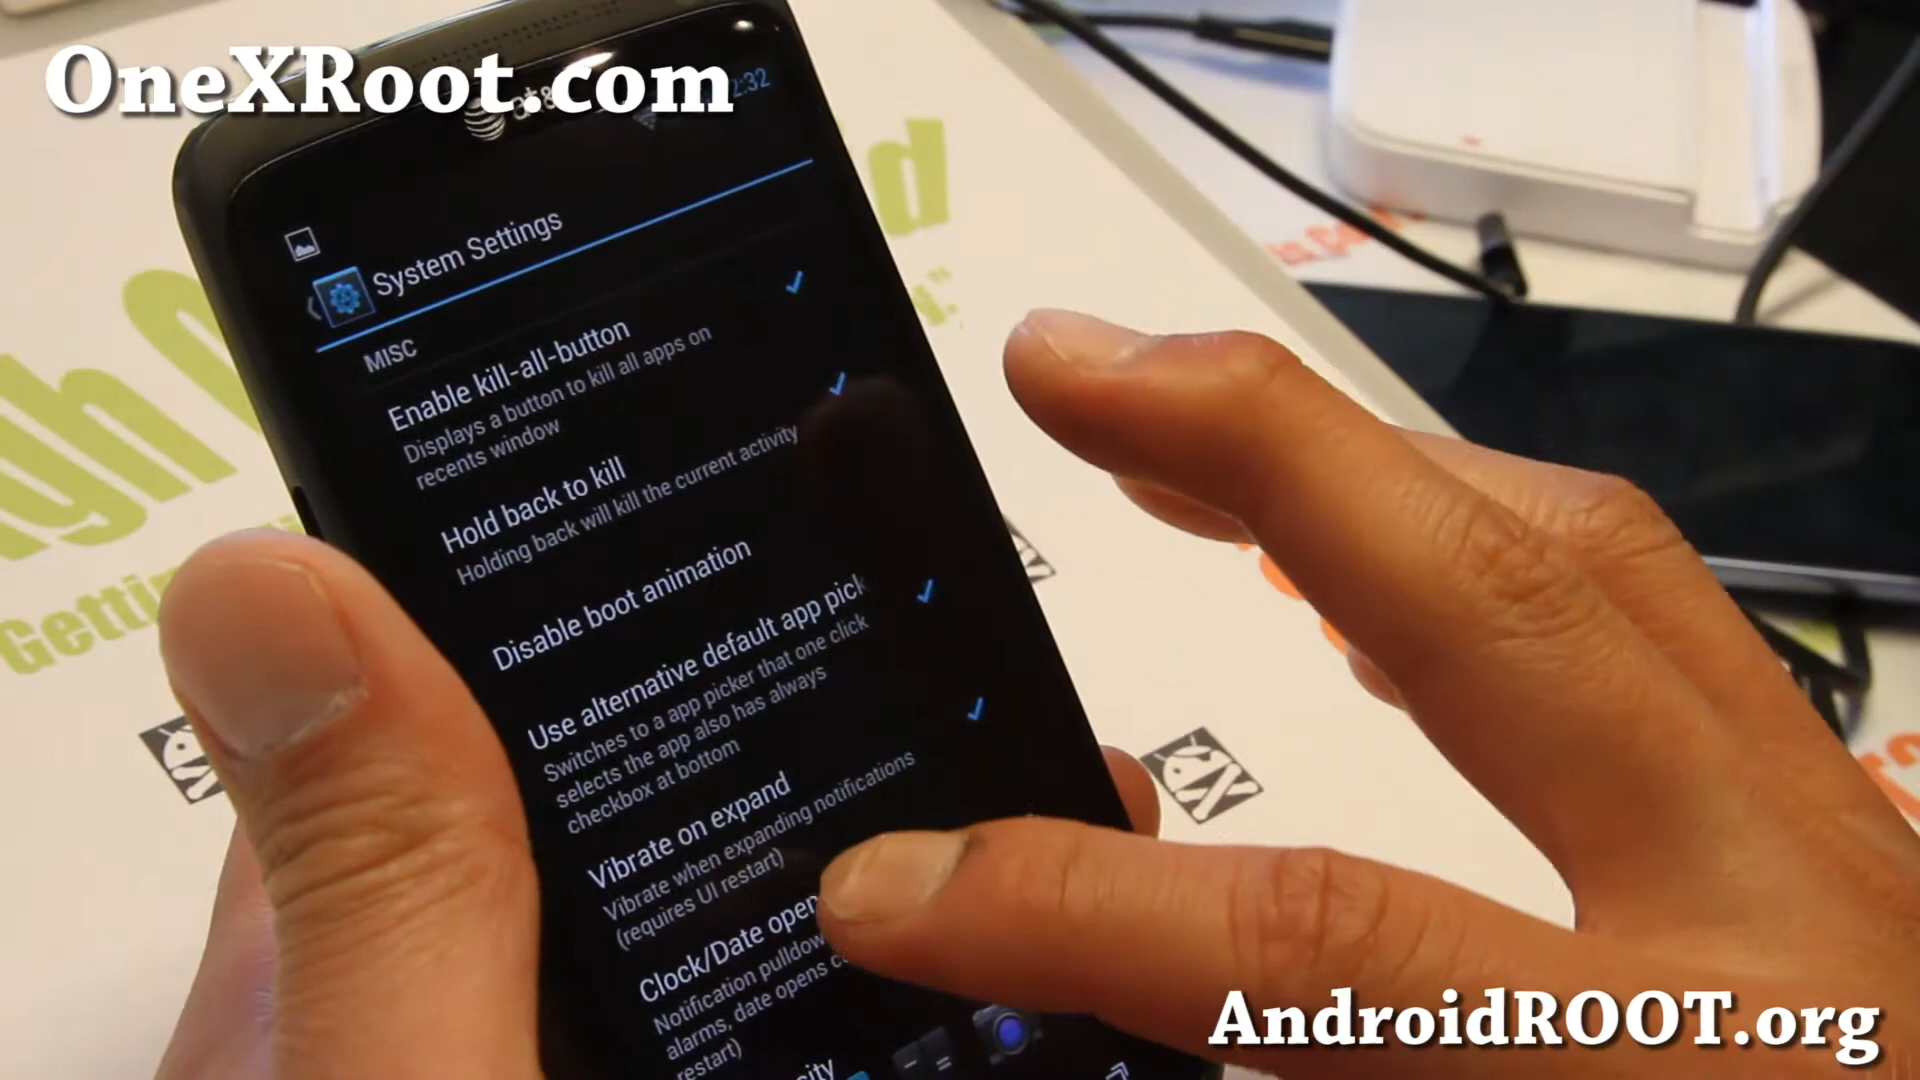 OneXRoot.com
2:32
System Settings
MISC
Enable kill-all-button
Displays a button to kill all apps on
recents window
Hold back to kill
Holding back will kill the current activity
Disable boot animation
Use alternative default app pick
Switches to a app picker that one click
selects the app also has always
checkbox at bottom
Vibrate on expand
Vibrate when expanding notifications
(requires UI restart)
Clock/Date open
Notification pulldow
alarms, date opens c
restart)
AndroidROOT.org